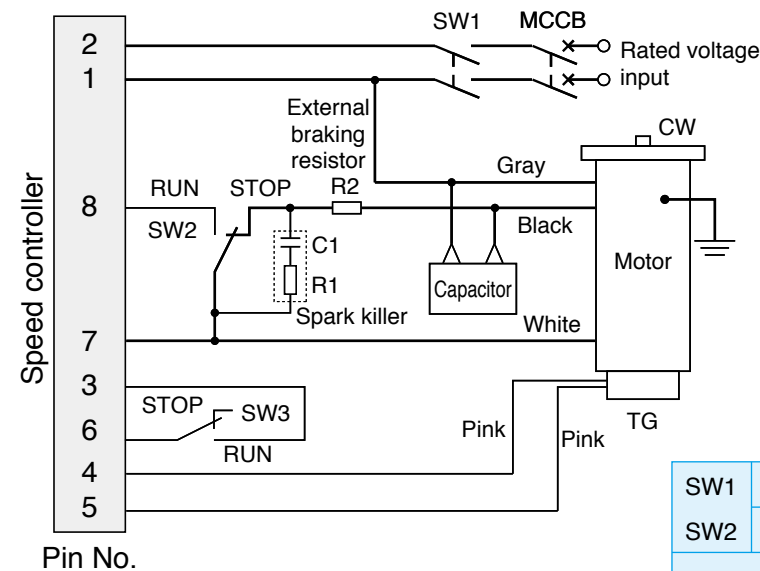 SW1
MCCB
2
Rated voltage
1
input
External
braking
resistor
CW
Gray
RUN
STOP
R2
8
SW2
Black
C1
Motor
R1
Capacitor
Spark killer
White
7
Speed controller
3
STOP
SW3
6
RUN
Pink
Pink
TG
4
5
SW1
SW2
Pin No.